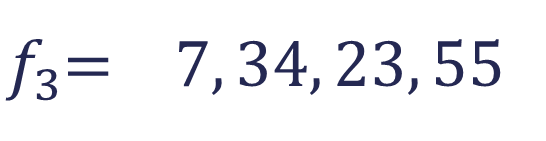 f₃= 7, 34, 23, 55